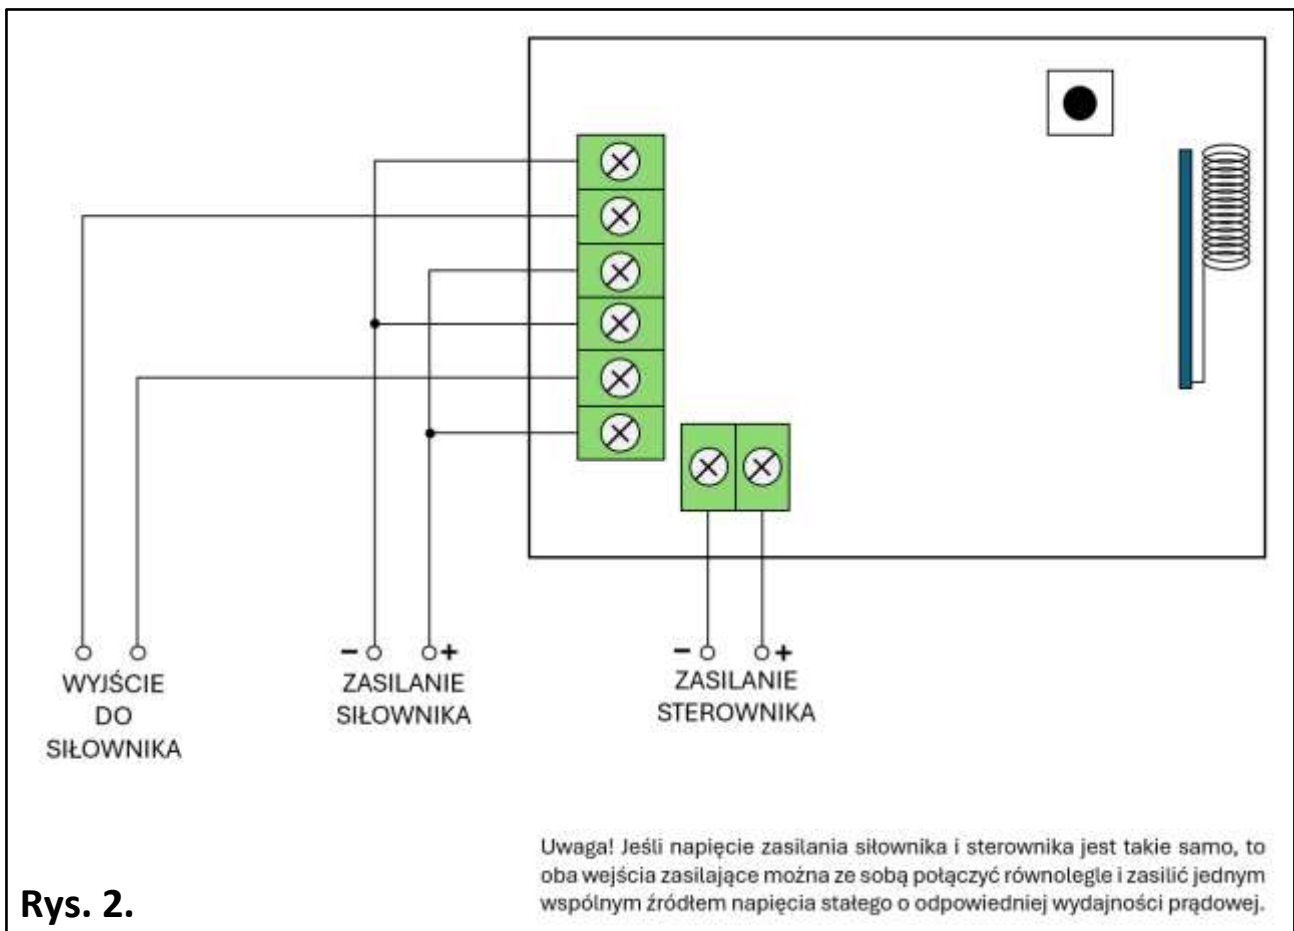 – +
WYJŚCIE
DO
SIŁOWNIKA
ZASILANIE
SIŁOWNIKA
– +
ZASILANIE
STEROWNIKA
Uwaga! Jeśli napięcie zasilania siłownika i sterownika jest takie samo, to
oba wejścia zasilające można ze sobą połączyć równolegle i zasilić jednym
wspólnym źródłem napięcia stałego o odpowiedniej wydajności prądowej.
Rys. 2.